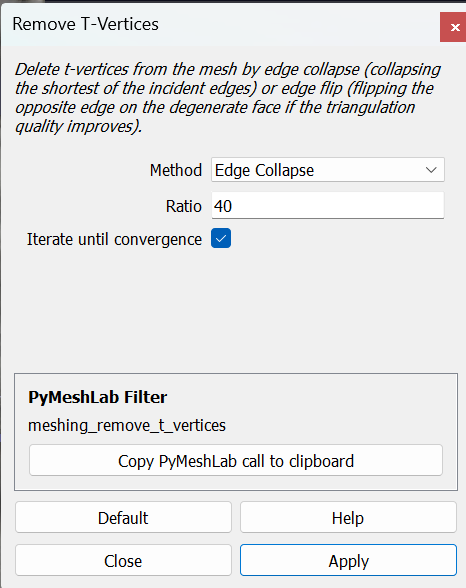 Remove T-Vertices
Delete t-vertices from the mesh by edge collapse (collapsing
the shortest of the incident edges) or edge flip (flipping the
opposite edge on the degenerate face if the triangulation
quality improves).
Method Edge Collapse
Ratio 40
Iterate until convergence
PyMeshLab Filter
meshing_remove_t_vertices
Copy PyMeshLab call to clipboard
Default Help
Close Apply